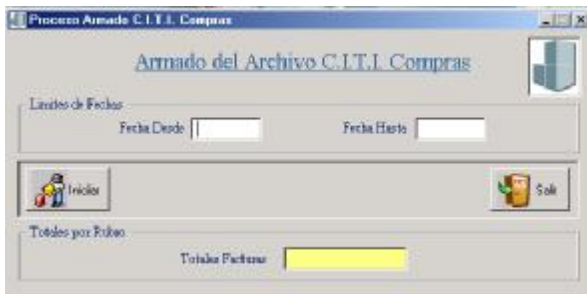 Proceso Armado C.I.T.I. Compras
Armado del Archivo C.I.T.I. Compras
Limites de Fechas
Fecha Desde
Fecha Hasta
Iniciar
Salir
Totales por Rubro
Totales Facturas